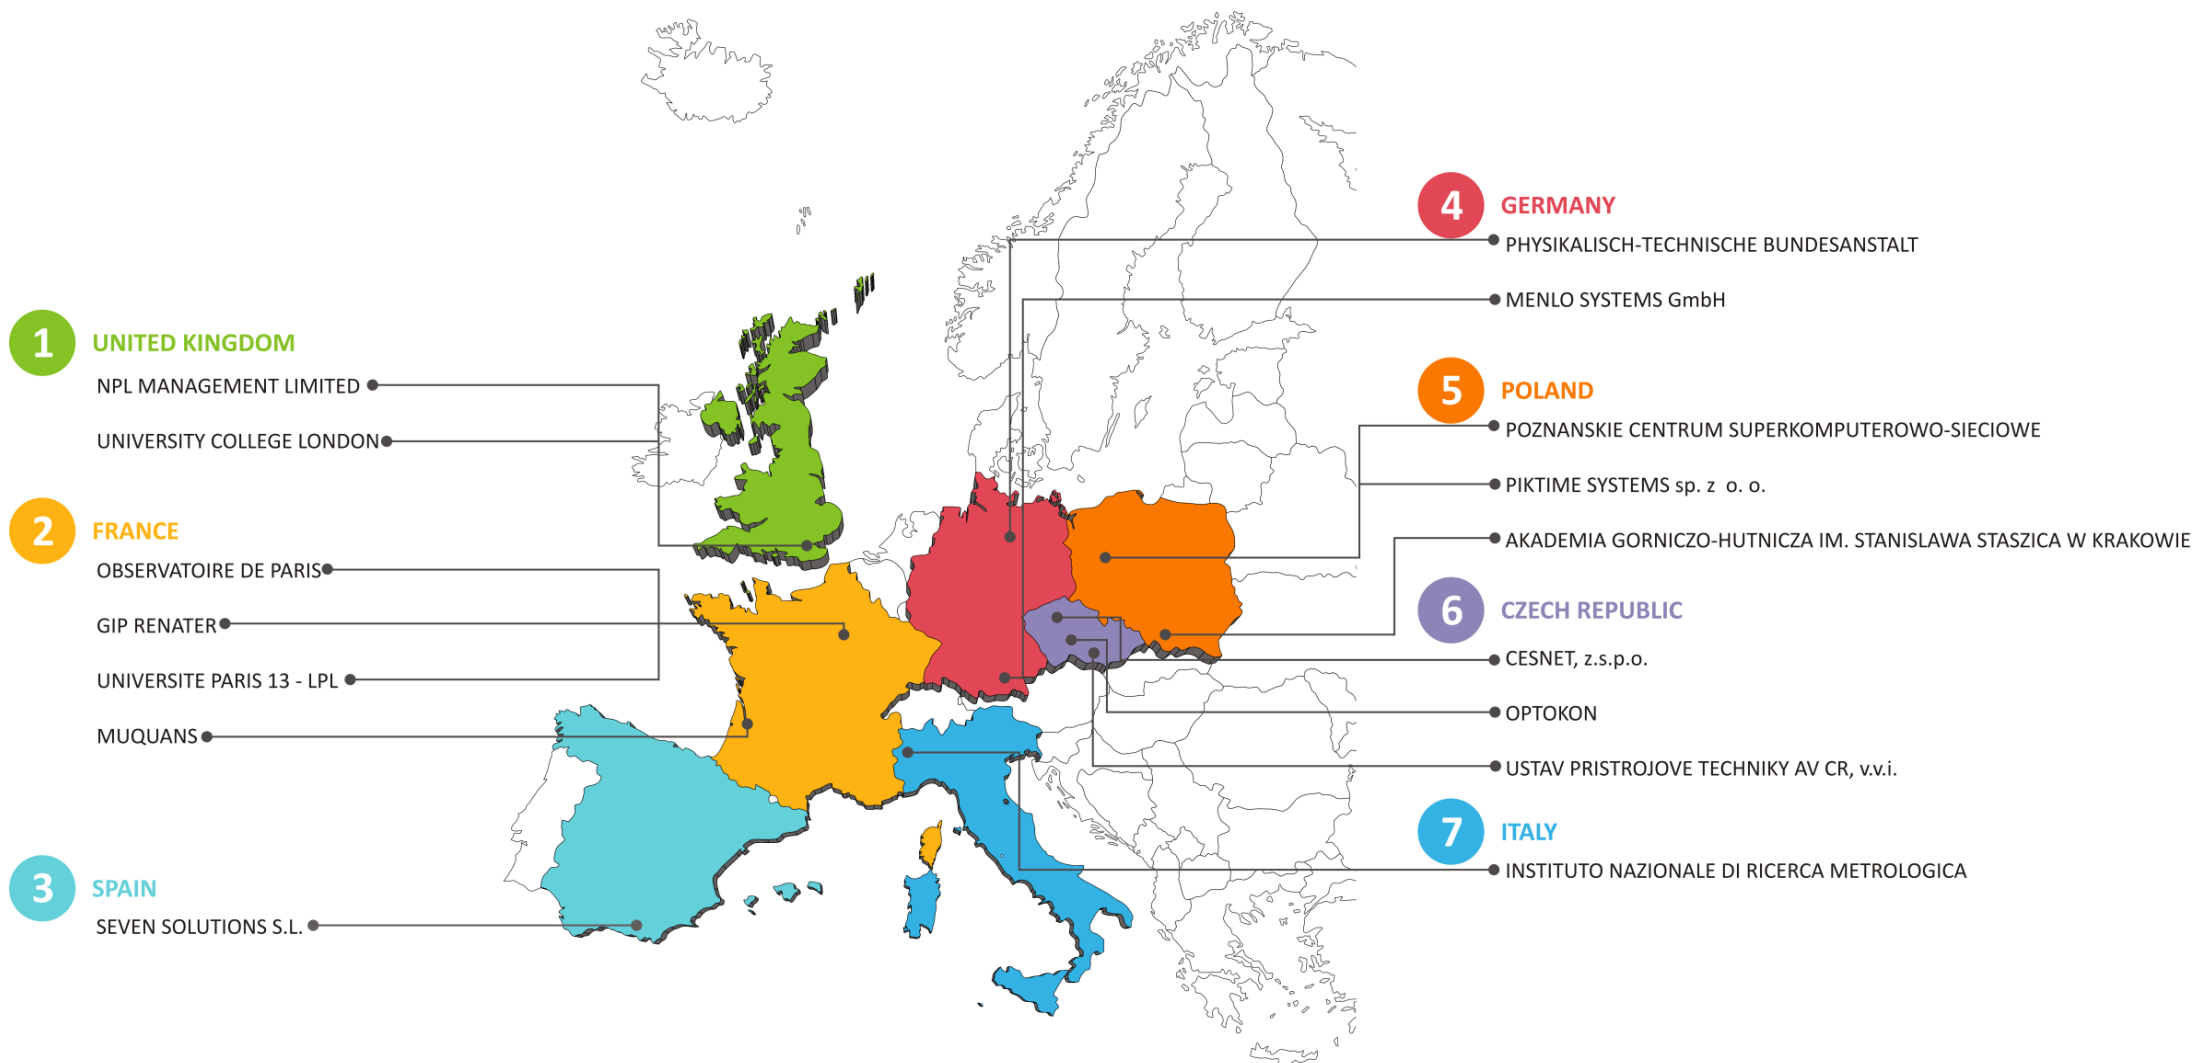 1 UNITED KINGDOM
NPL MANAGEMENT LIMITED
UNIVERSITY COLLEGE LONDON
2 FRANCE
OBSERVATOIRE DE PARIS
GIP RENATER
UNIVERSITE PARIS 13 - LPL
MUQUANS
3 SPAIN
SEVEN SOLUTIONS S.L.
4 GERMANY
PHYSIKALISCH-TECHNISCHE BUNDESANSTALT
MENLO SYSTEMS GmbH
5 POLAND
POZNANSKIE CENTRUM SUPERKOMPUTEROWO-SIECIOWE
PIKTIME SYSTEMS sp. z o. o.
AKADEMIA GORNICZO-HUTNICZA IM. STANISLAWA STASZICA W KRAKOWIE
6 CZECH REPUBLIC
CESNET, z.s.p.o.
OPTOKON
USTAV PRISTROJOVE TECHNIKY AV CR, v.v.i.
7 ITALY
INSTITUTO NAZIONALE DI RICERCA METROLOGICA